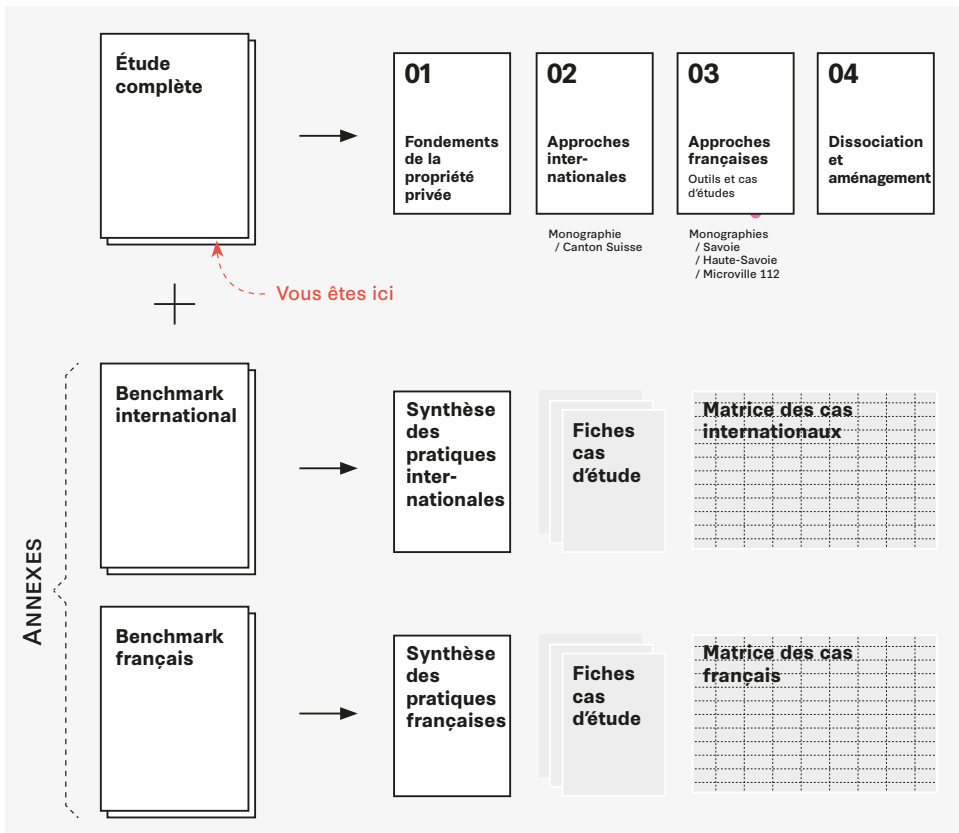 Étude
complète
01
Fondements
de la
propriété
privée
02
Approches
inter-
nationales
03
Approches
françaises
Outils et cas
d'études
04
Dissociation
et
aménagement
Monographie
/ Canton Suisse
Monographies
/ Savoie
/ Haute-Savoie
/ Microville 112
Vous êtes ici
ANNEXES
Benchmark
international
Synthèse
des
pratiques
inter-
nationales
Fiches
cas
d'étude
Matrice des cas
internationaux
Benchmark
français
Synthèse
des
pratiques
françaises
Fiches
cas
d'étude
Matrice des cas
français